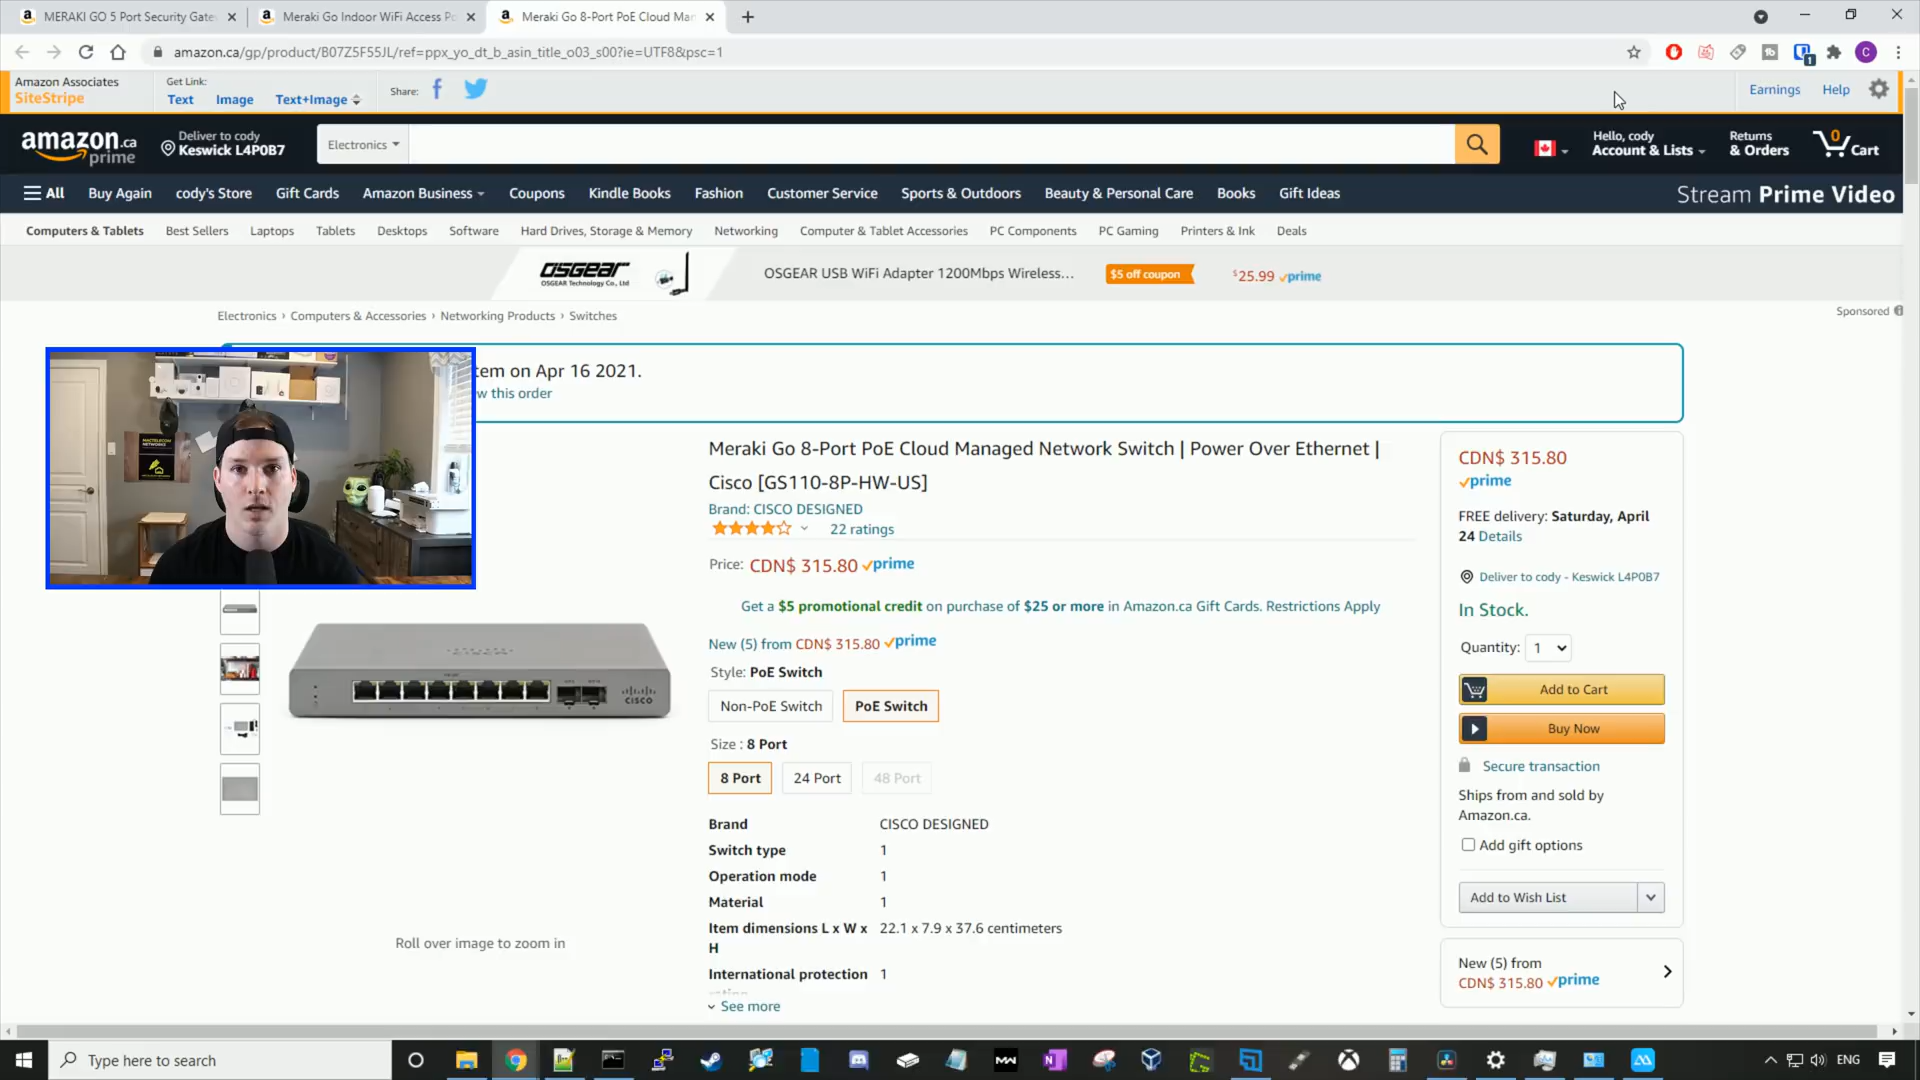 MERAKI GO 5 Port Security Gate
Meraki Go Indoor WiFi Access Po
Meraki Go 8-Port PoE Cloud Man
amazon.ca/gp/product/B07Z5F55JL/ref=ppx_yo_dt_b_asin_title_o03_s00?ie=UTF8&psc=1
Amazon Associates
SiteStripe
Get Link:
Text Image Text+Image
Share:
Earnings Help
amazon.ca
prime
Deliver to cody
Keswick L4P0B7
Electronics
Hello, cody
Account & Lists
Returns
& Orders
0
Cart
All Buy Again cody's Store Gift Cards Amazon Business Coupons Kindle Books Fashion Customer Service Sports & Outdoors Beauty & Personal Care Books Gift Ideas
Stream Prime Video
Computers & Tablets Best Sellers Laptops Tablets Desktops Software Hard Drives, Storage & Memory Networking Computer & Tablet Accessories PC Components PC Gaming Printers & Ink Deals
OSGEAR
OSGEAR Technology Co., Ltd
OSGEAR USB WiFi Adapter 1200Mbps Wireless...
$5 off coupon
$25.99 prime
Sponsored
Electronics › Computers & Accessories › Networking Products › Switches
tem on Apr 16 2021.
w this order
MACTELECOM
NETWORKS
Meraki Go 8-Port PoE Cloud Managed Network Switch | Power Over Ethernet |
Cisco [GS110-8P-HW-US]
Brand: CISCO DESIGNED
22 ratings
Price: CDN$ 315.80 prime
Get a $5 promotional credit on purchase of $25 or more in Amazon.ca Gift Cards. Restrictions Apply
New (5) from CDN$ 315.80 prime
Style: PoE Switch
Non-PoE Switch PoE Switch
Size : 8 Port
8 Port 24 Port 48 Port
Brand CISCO DESIGNED
Switch type 1
Operation mode 1
Material 1
Item dimensions L x W x H 22.1 x 7.9 x 37.6 centimeters
International protection 1
See more
CISCO
Roll over image to zoom in
CDN$ 315.80
prime
FREE delivery: Saturday, April
24 Details
Deliver to cody - Keswick L4P0B7
In Stock.
Quantity: 1
Add to Cart
Buy Now
Secure transaction
Ships from and sold by
Amazon.ca.
Add gift options
Add to Wish List
New (5) from
CDN$ 315.80 prime
Type here to search
ENG